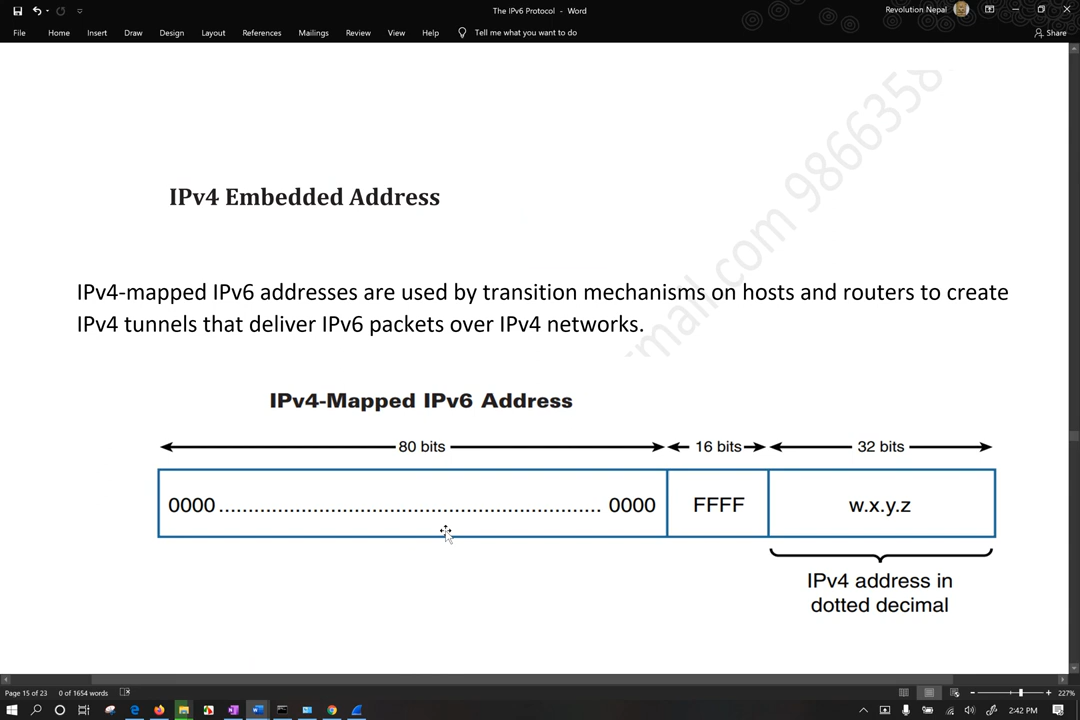 The IPv6 Protocol - Word
Revolution Nepal
File Home Insert Draw Design Layout References Mailings Review View Help Tell me what you want to do Share
IPv4 Embedded Address
IPv4-mapped IPv6 addresses are used by transition mechanisms on hosts and routers to create
IPv4 tunnels that deliver IPv6 packets over IPv4 networks.
IPv4-Mapped IPv6 Address
80 bits 16 bits 32 bits
0000 ................................................................ 0000 FFFF w.x.y.z
IPv4 address in
dotted decimal
Page 15 of 23 0 of 1654 words 227%
2:42 PM